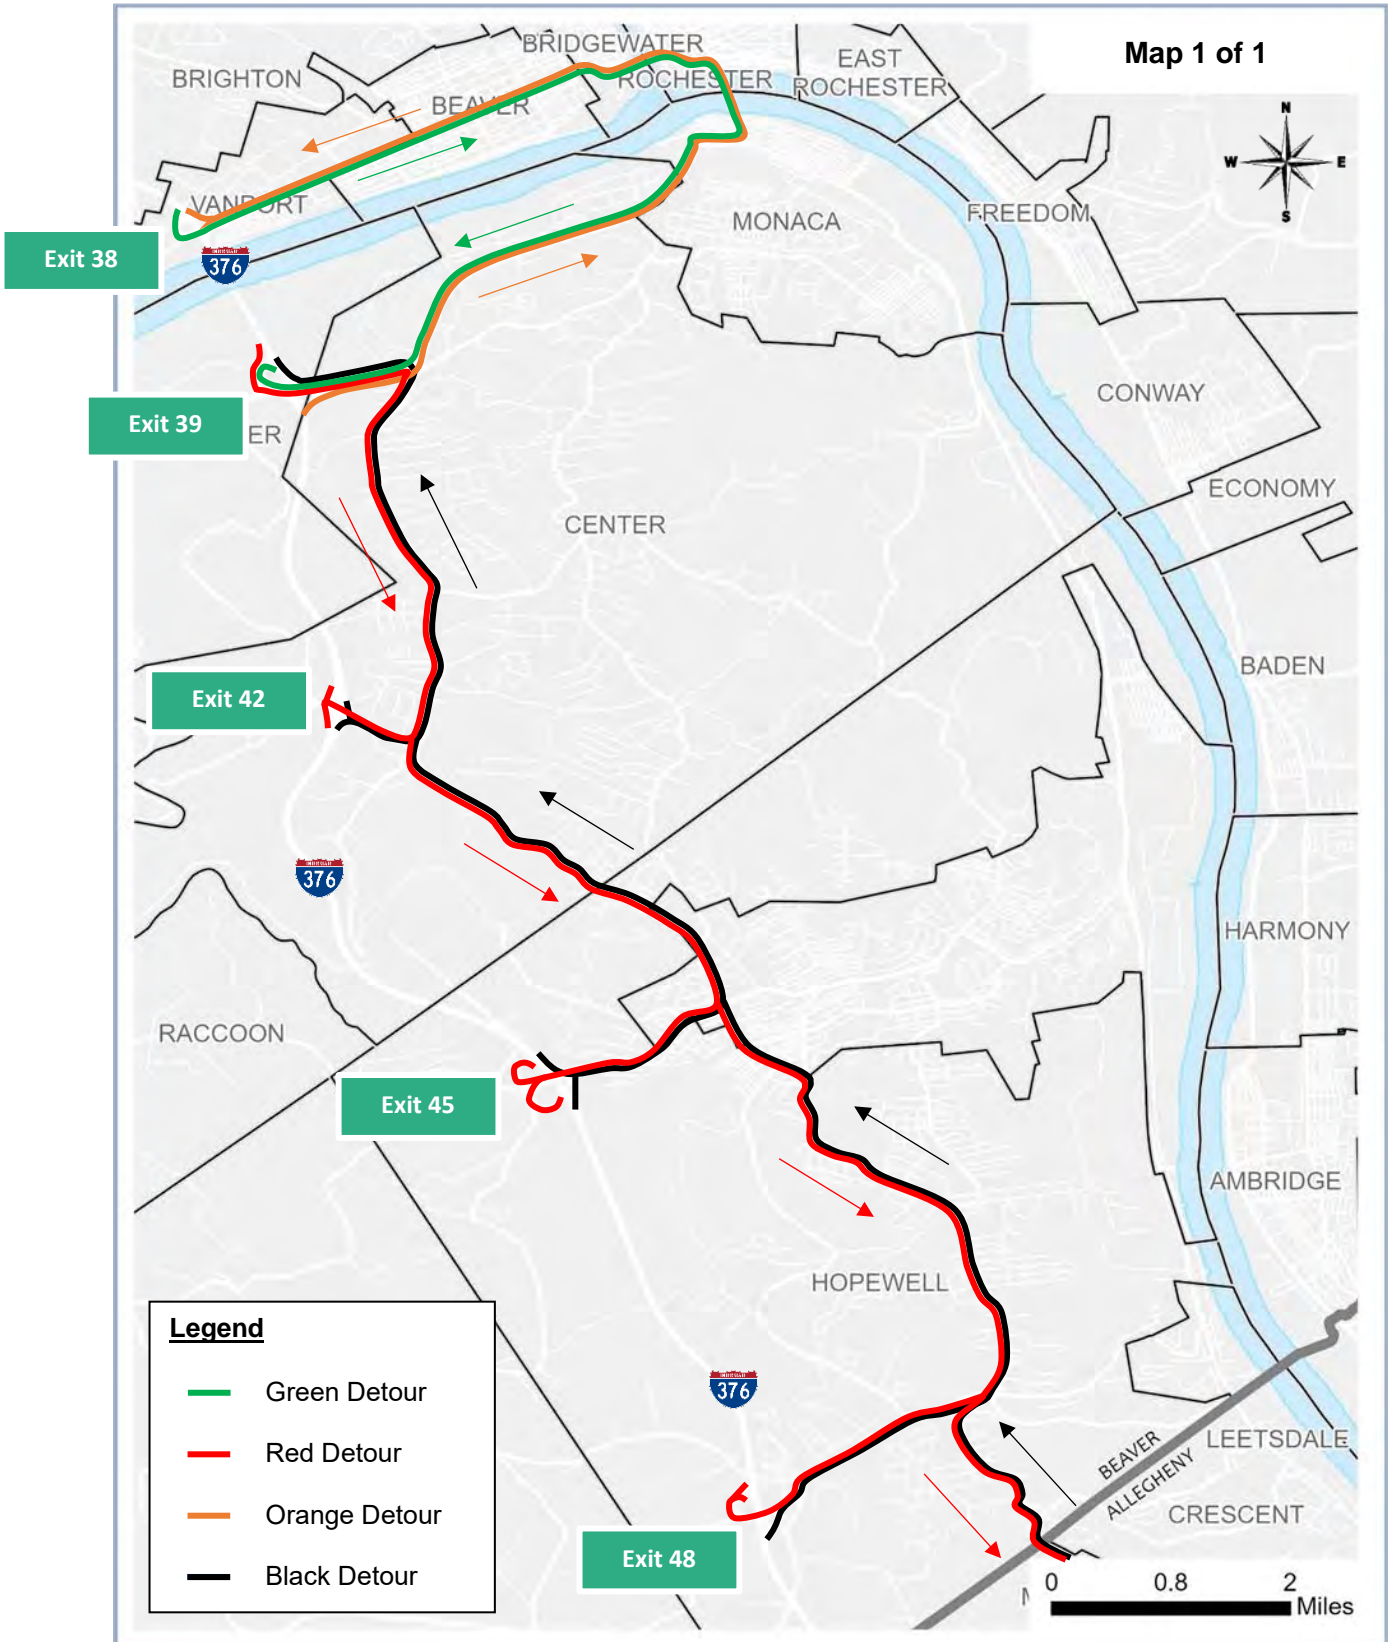 Map 1 of 1
BRIDGEWATER
BRIGHTON
EAST
ROCHESTER
ROCHESTER
BEAVER
N
W
E
S
VANPORT
MONACA
FREEDOM
Exit 38
376
CONWAY
Exit 39
ER
ECONOMY
CENTER
BADEN
Exit 42
376
HARMONY
RACCOON
Exit 45
AMBRIDGE
HOPEWELL
Legend
Green Detour
Red Detour
Orange Detour
Black Detour
376
BEAVER
ALLEGHENY
LEETSDALE
CRESCENT
Exit 48
0 0.8 2
Miles